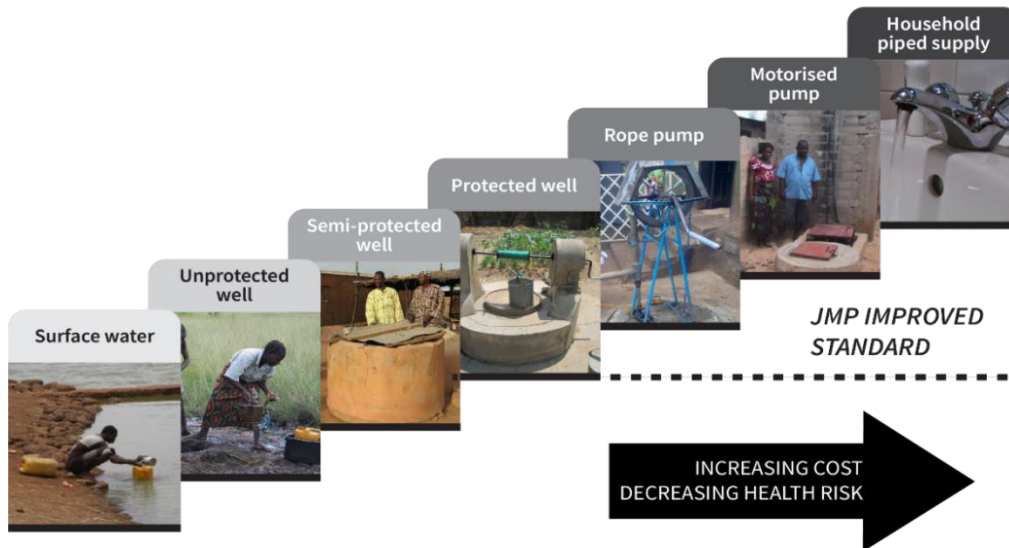 Household
piped supply
Motorised
pump
Rope pump
Protected well
Semi-protected
well
Unprotected
well
Surface water
JMP IMPROVED
STANDARD
INCREASING COST
DECREASING HEALTH RISK